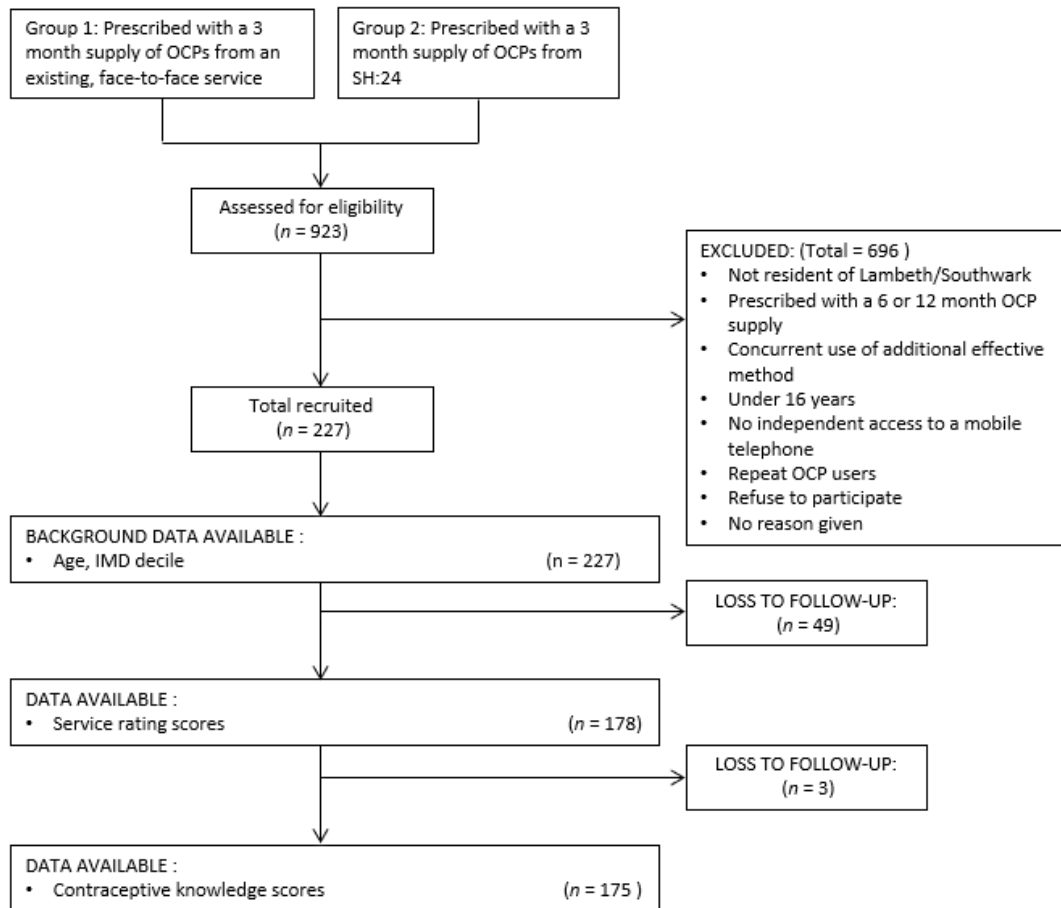 Group 1: Prescribed with a 3
month supply of OCPs from an
existing, face-to-face service
Group 2: Prescribed with a 3
month supply of OCPs from
SH:24
Assessed for eligibility
(n = 923)
EXCLUDED: (Total = 696 )
• Not resident of Lambeth/Southwark
• Prescribed with a 6 or 12 month OCP
supply
• Concurrent use of additional effective
method
• Under 16 years
• No independent access to a mobile
telephone
• Repeat OCP users
• Refuse to participate
• No reason given
Total recruited
(n = 227)
BACKGROUND DATA AVAILABLE :
• Age, IMD decile (n = 227)
LOSS TO FOLLOW-UP:
(n = 49)
DATA AVAILABLE :
• Service rating scores (n = 178)
LOSS TO FOLLOW-UP:
(n = 3)
DATA AVAILABLE :
• Contraceptive knowledge scores (n = 175 )